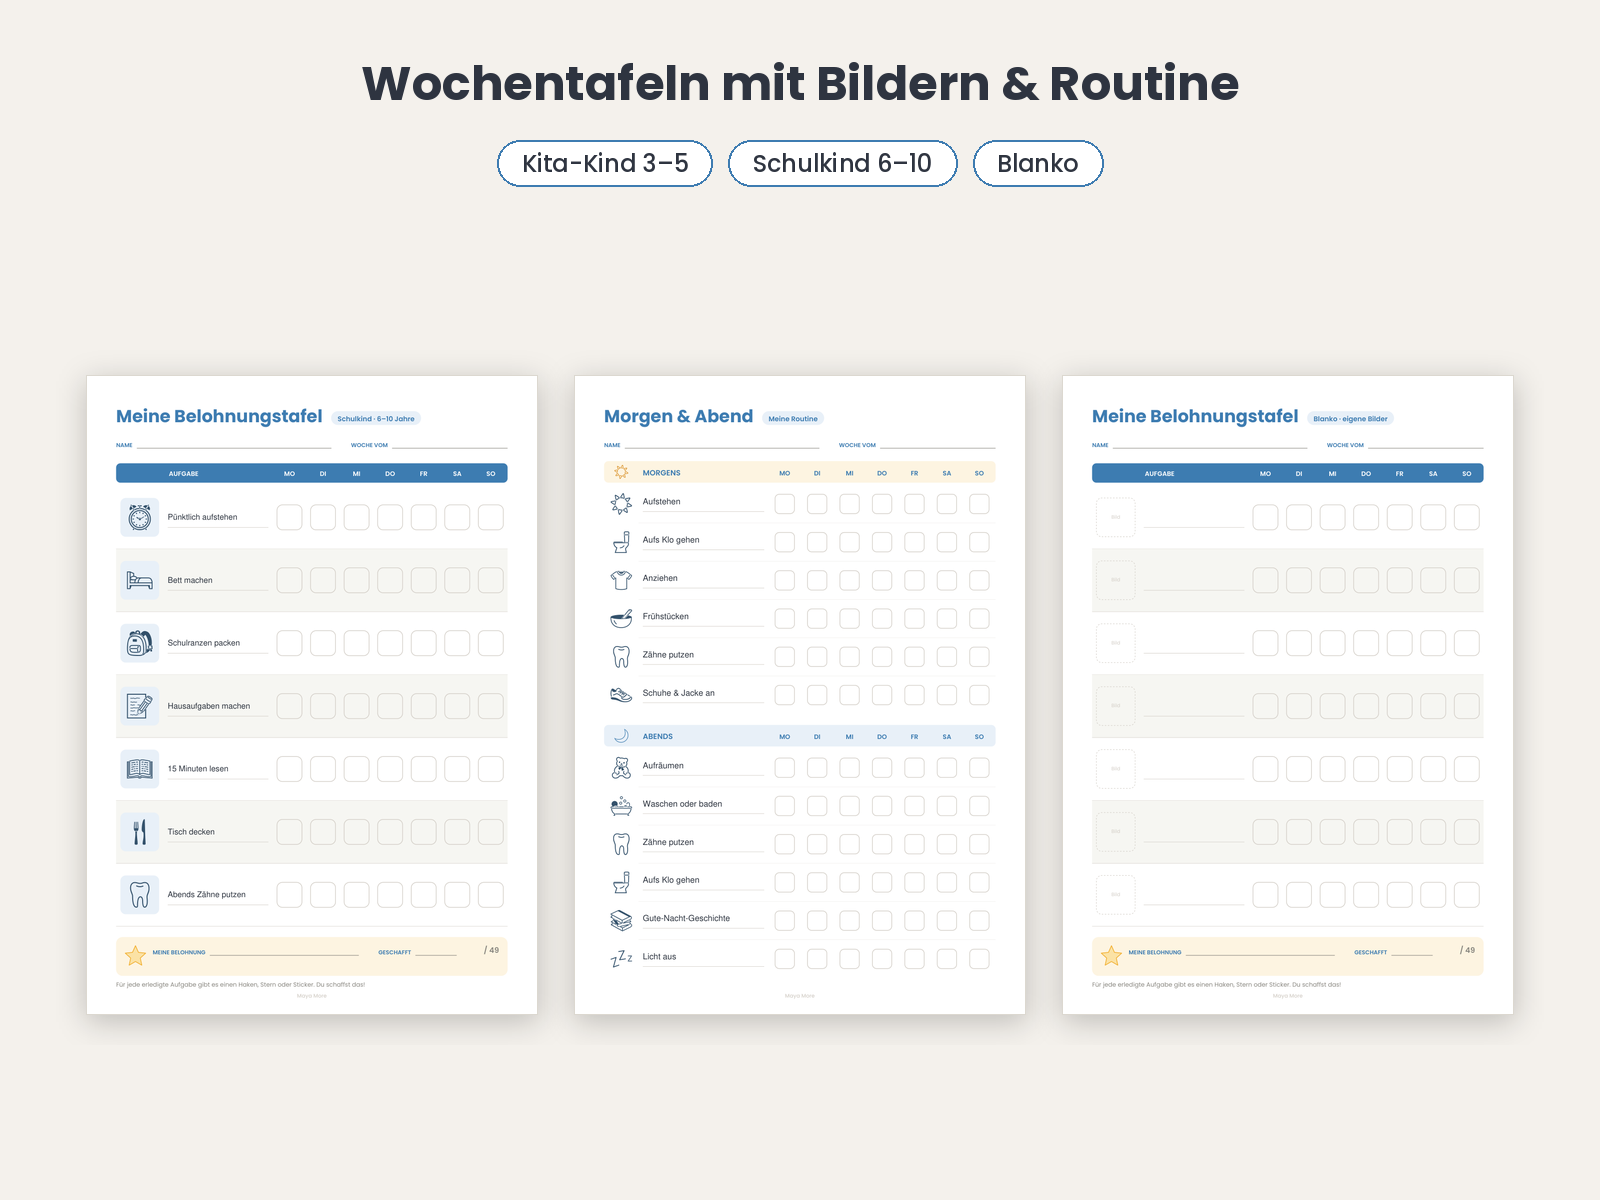 Wochentafeln mit Bildern & Routine
Kita-Kind 3–5 Schulkind 6–10 Blanko
Meine Belohnungstafel Schulkind · 6–10 Jahre
NAME WOCHE VOM
AUFGABE MO DI MI DO FR SA SO
Pünktlich aufstehen
Bett machen
Schulranzen packen
Hausaufgaben machen
15 Minuten lesen
Tisch decken
Abends Zähne putzen
MEINE BELOHNUNG GESCHAFFT / 49
Für jede erledigte Aufgabe gibt es einen Haken, Stern oder Sticker. Du schaffst das!
Morgen & Abend Meine Routine
NAME WOCHE VOM
MORGENS MO DI MI DO FR SA SO
Aufstehen
Aufs Klo gehen
Anziehen
Frühstücken
Zähne putzen
Schuhe & Jacke an
ABENDS MO DI MI DO FR SA SO
Aufräumen
Waschen oder baden
Zähne putzen
Aufs Klo gehen
Gute-Nacht-Geschichte
Licht aus
Meine Belohnungstafel Blanko · eigene Bilder
NAME WOCHE VOM
AUFGABE MO DI MI DO FR SA SO
MEINE BELOHNUNG GESCHAFFT / 49
Für jede erledigte Aufgabe gibt es einen Haken, Stern oder Sticker. Du schaffst das!